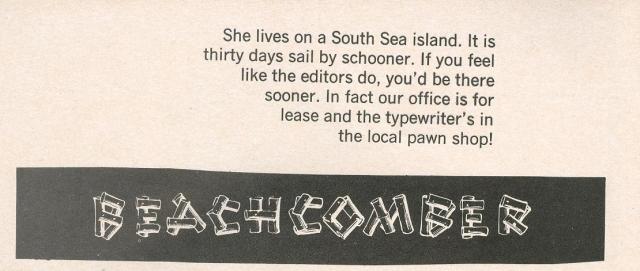 She lives on a South Sea island. It is
thirty days sail by schooner. If you feel
like the editors do, you'd be there
sooner. In fact our office is for
lease and the typewriter's in
the local pawn shop!
BEACHCOMBER